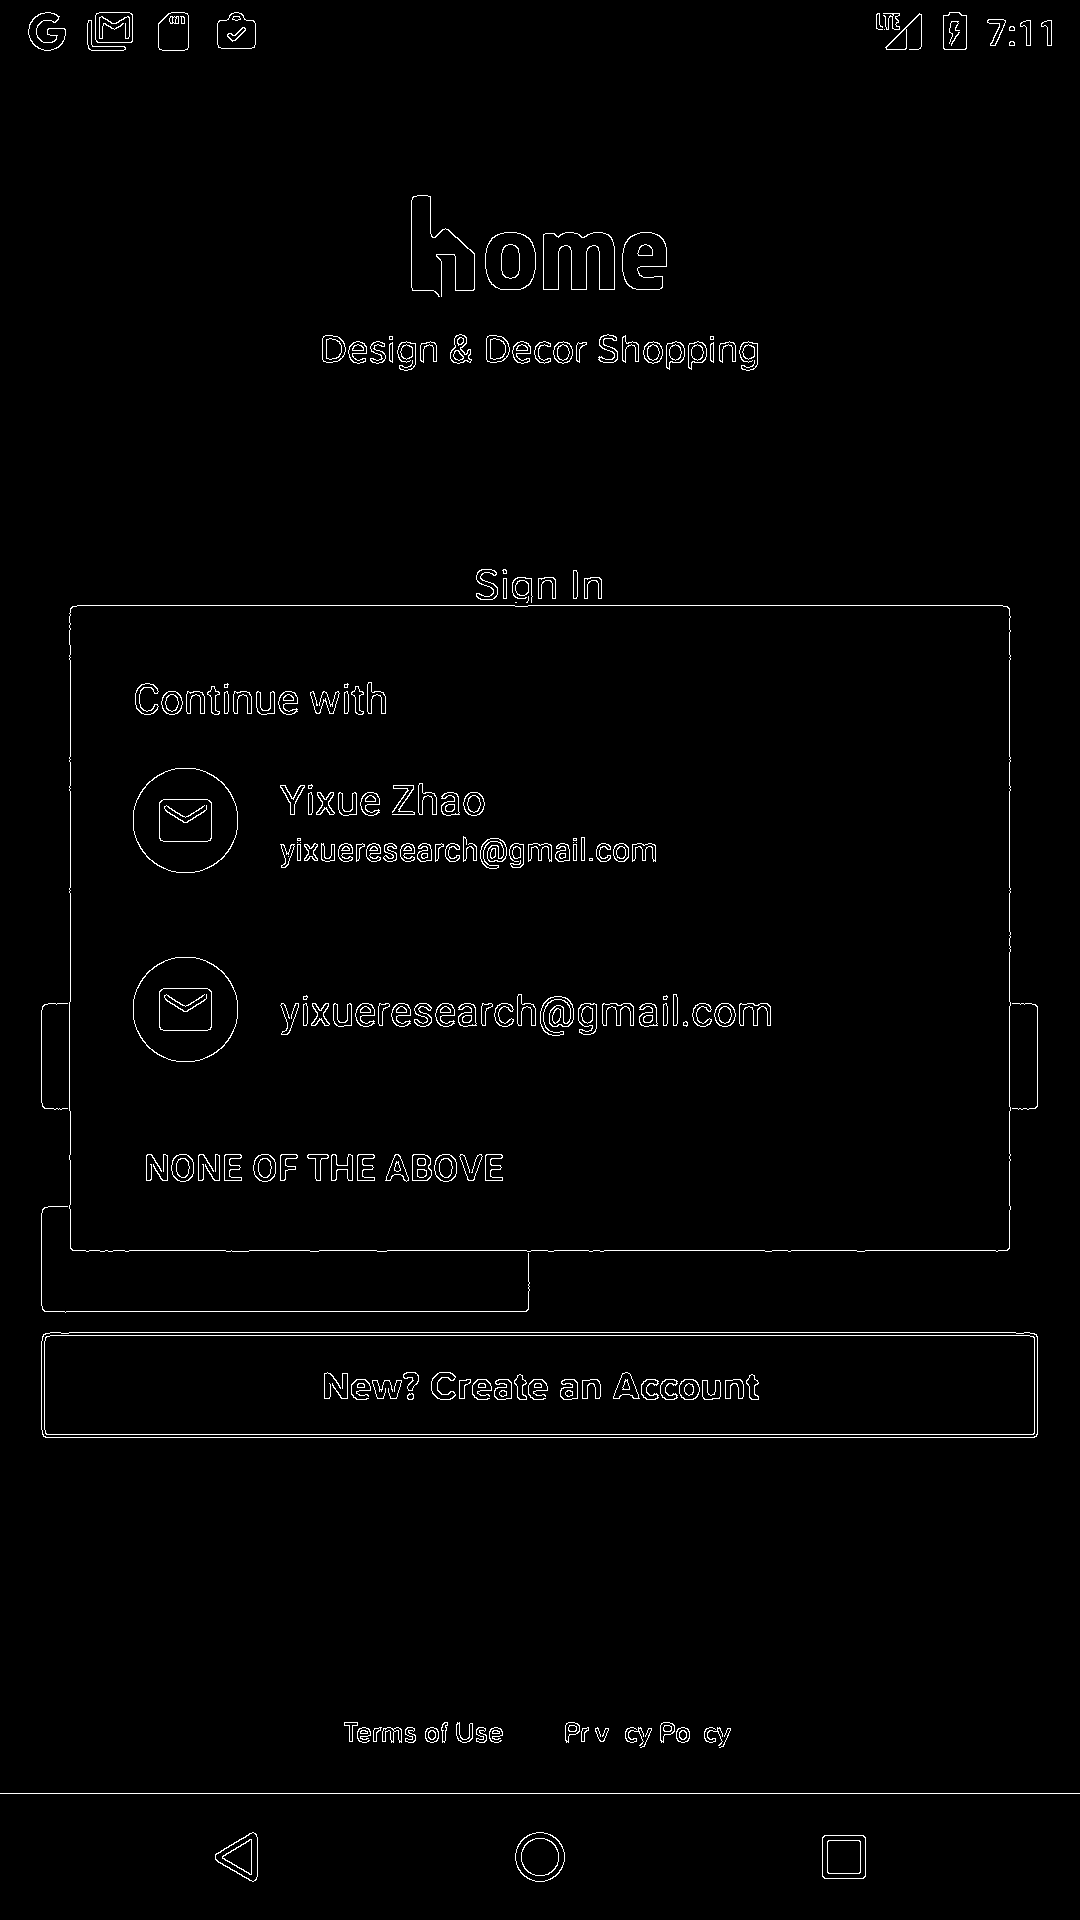 LTE 7:11
home
Design & Decor Shopping
Sign In
Continue with
Yixue Zhao
yixueresearch@gmail.com
yixueresearch@gmail.com
NONE OF THE ABOVE
New? Create an Account
Terms of Use Pr v cy Po cy